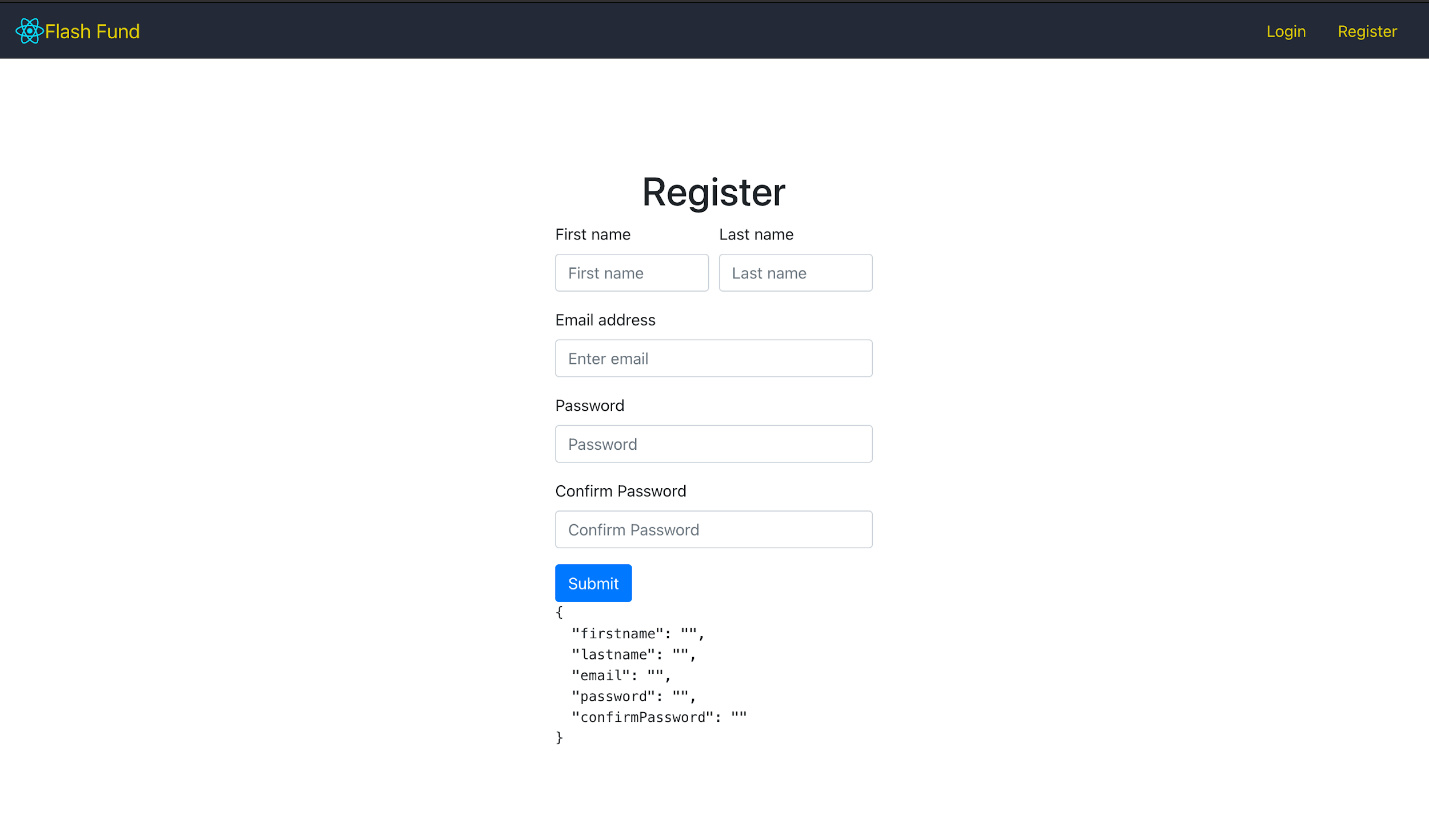 Flash Fund
Login Register
Register
First name Last name
First name Last name
Email address
Enter email
Password
Password
Confirm Password
Confirm Password
Submit
{
  "firstname": "",
  "lastname": "",
  "email": "",
  "password": "",
  "confirmPassword": ""
}